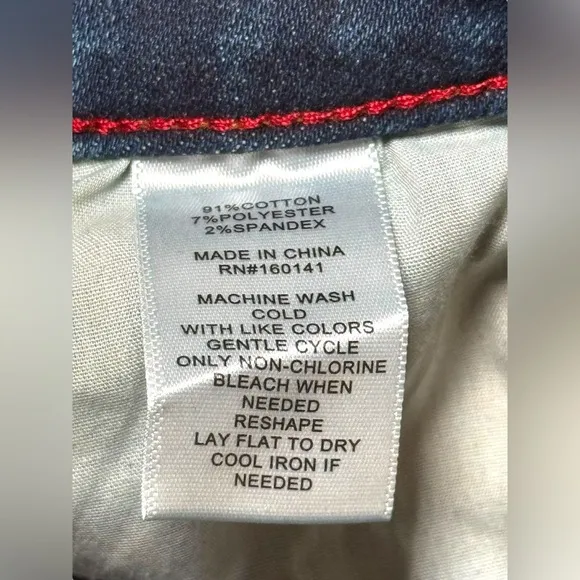 91%COTTON
7%POLYESTER
2%SPANDEX
MADE IN CHINA
RN#160141
MACHINE WASH
COLD
WITH LIKE COLORS
GENTLE CYCLE
ONLY NON-CHLORINE
BLEACH WHEN
NEEDED
RESHAPE
LAY FLAT TO DRY
COOL IRON IF
NEEDED